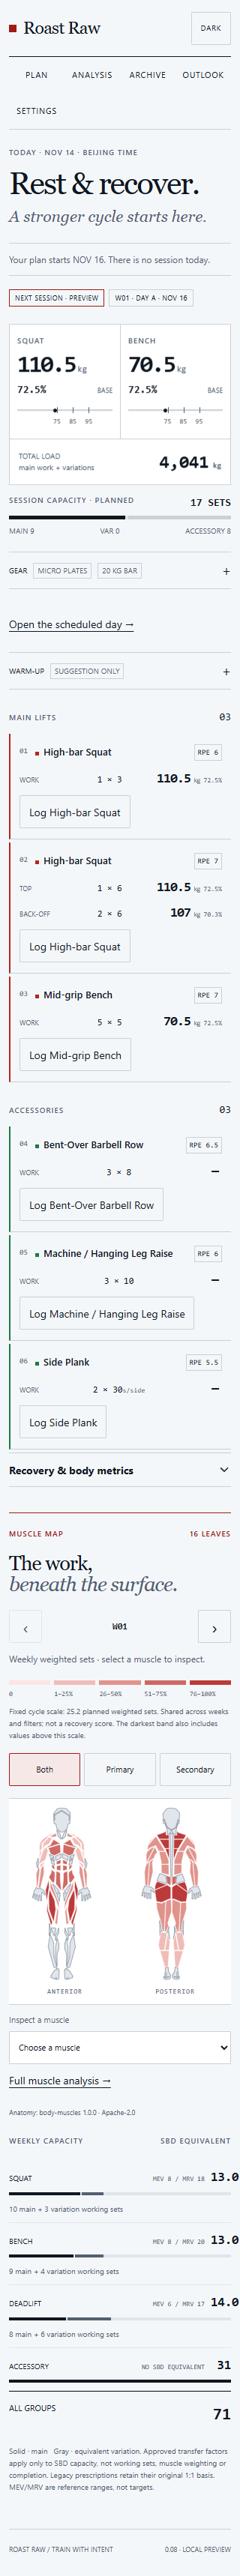 Roast Raw
DARK
PLAN ANALYSIS ARCHIVE OUTLOOK
SETTINGS
TODAY · NOV 14 · BEIJING TIME
Rest & recover.
A stronger cycle starts here.
Your plan starts NOV 16. There is no session today.
NEXT SESSION · PREVIEW W01 · DAY A · NOV 16
SQUAT BENCH
110.5 kg 70.5 kg
72.5% BASE 72.5% BASE
75 85 95 75 85 95
TOTAL LOAD
main work + variations
4,041 kg
SESSION CAPACITY · PLANNED 17 SETS
MAIN 9 VAR 0 ACCESSORY 8
GEAR MICRO PLATES 20 KG BAR +
Open the scheduled day →
WARM-UP SUGGESTION ONLY +
MAIN LIFTS 03
01 High-bar Squat RPE 6
WORK 1 × 3 110.5 kg 72.5%
Log High-bar Squat
02 High-bar Squat RPE 7
TOP 1 × 6 110.5 kg 72.5%
BACK-OFF 2 × 6 107 kg 70.3%
Log High-bar Squat
03 Mid-grip Bench RPE 7
WORK 5 × 5 70.5 kg 72.5%
Log Mid-grip Bench
ACCESSORIES 03
04 Bent-Over Barbell Row RPE 6.5
WORK 3 × 8 —
Log Bent-Over Barbell Row
05 Machine / Hanging Leg Raise RPE 6
WORK 3 × 10 —
Log Machine / Hanging Leg Raise
06 Side Plank RPE 5.5
WORK 2 × 30s/side —
Log Side Plank
Recovery & body metrics
MUSCLE MAP 16 LEAVES
The work,
beneath the surface.
‹ W01 ›
Weekly weighted sets · select a muscle to inspect.
0 1–25% 26–50% 51–75% 76–100%
Fixed cycle scale: 25.2 planned weighted sets. Shared across weeks
and filters; not a recovery score. The darkest band also includes
values above this scale.
Both Primary Secondary
ANTERIOR POSTERIOR
Inspect a muscle
Choose a muscle
Full muscle analysis →
Anatomy: body-muscles 1.0.0 · Apache-2.0
WEEKLY CAPACITY SBD EQUIVALENT
SQUAT MEV 8 / MRV 18 13.0
10 main + 3 variation working sets
BENCH MEV 8 / MRV 20 13.0
9 main + 4 variation working sets
DEADLIFT MEV 6 / MRV 17 14.0
8 main + 6 variation working sets
ACCESSORY NO SBD EQUIVALENT 31
ALL GROUPS 71
Solid · main Gray · equivalent variation. Approved transfer factors
apply only to SBD capacity, not working sets, muscle weighting or
completion. Legacy prescriptions retain their original 1:1 basis.
MEV/MRV are reference ranges, not targets.
ROAST RAW / TRAIN WITH INTENT 0.08 · LOCAL PREVIEW